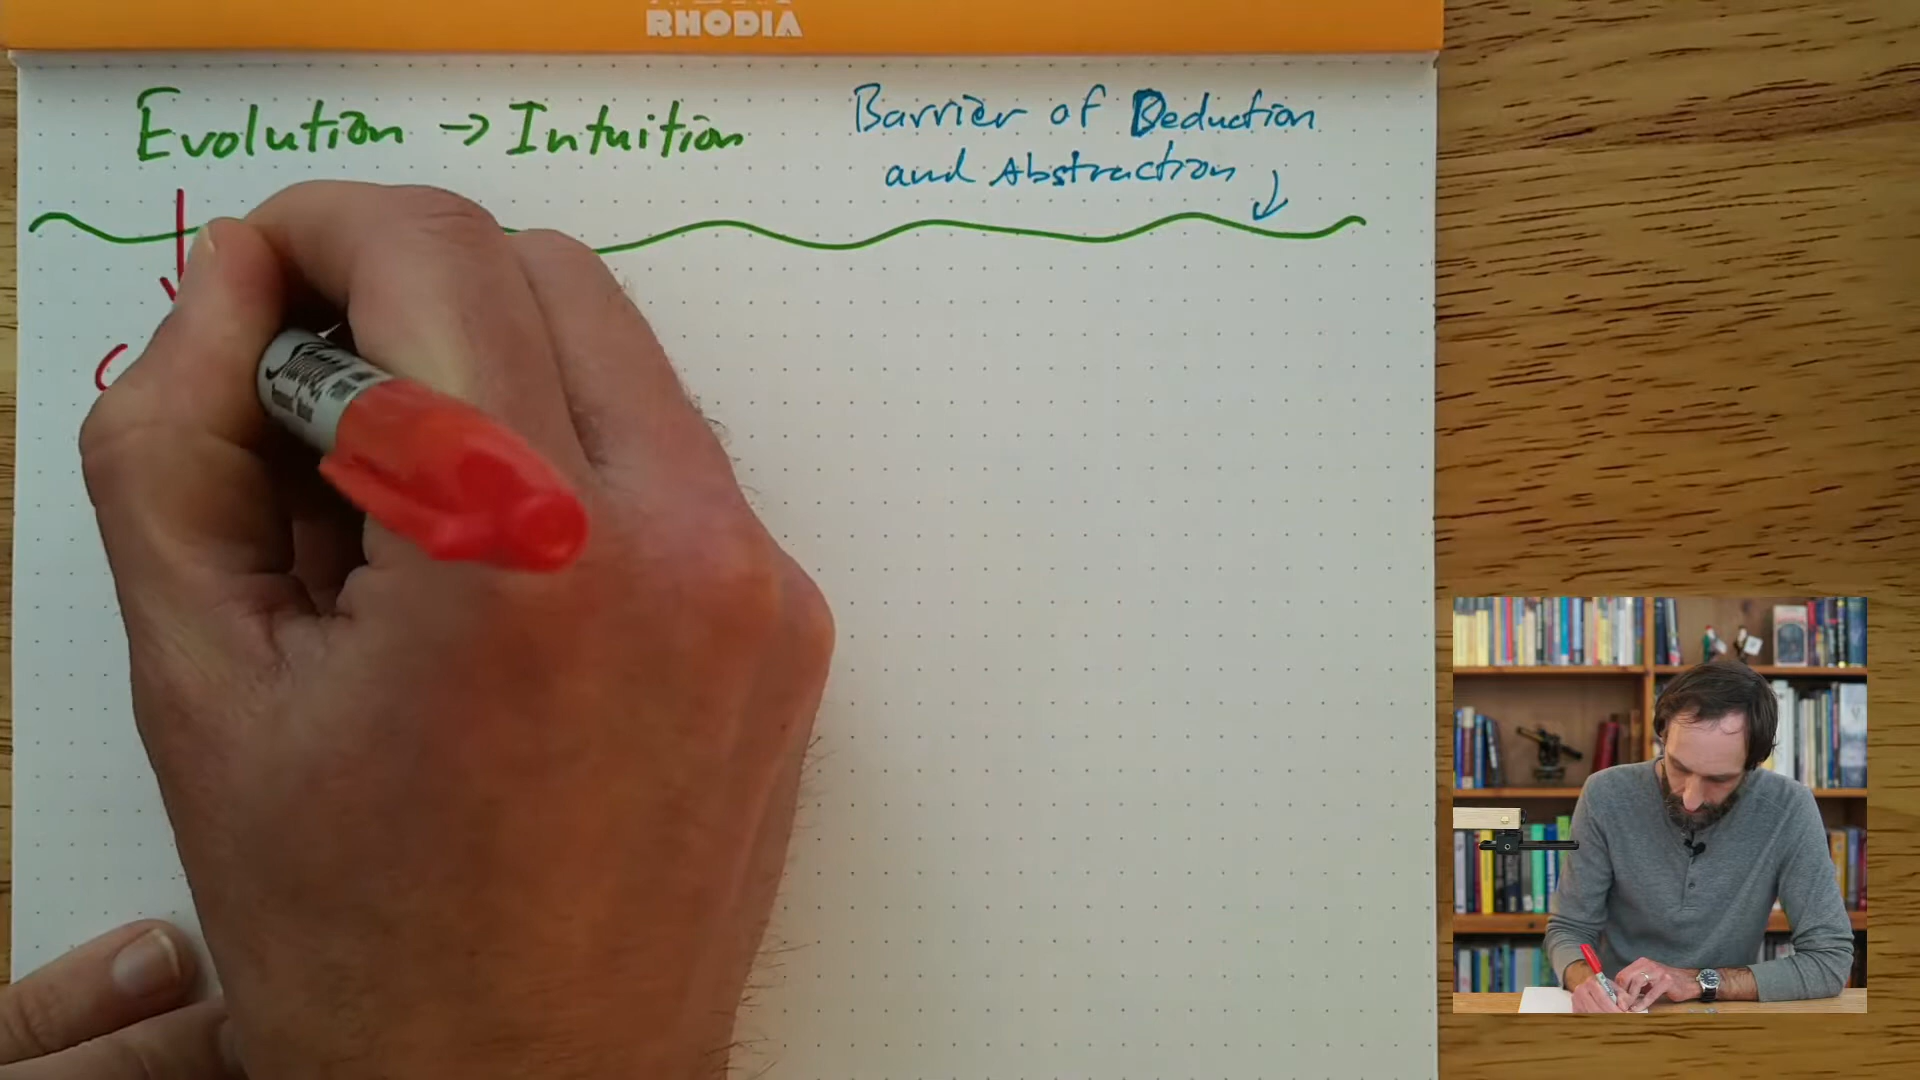 RHODIA
Evolution → Intuition
Barrier of Deduction
and Abstraction